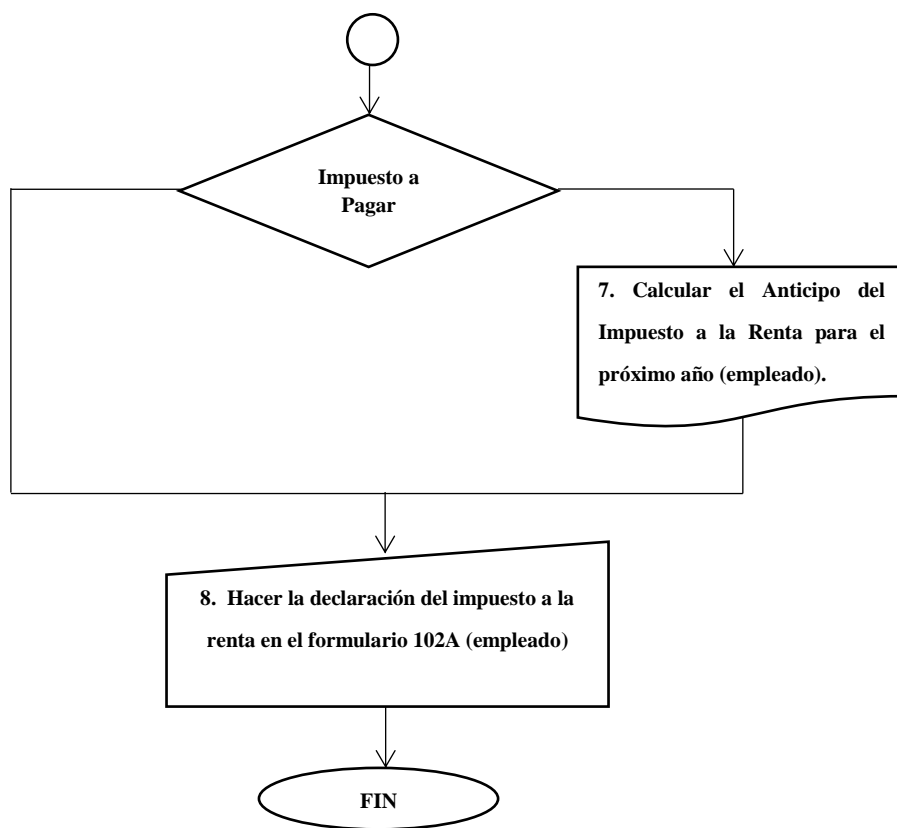 Impuesto a
Pagar
7. Calcular el Anticipo del
Impuesto a la Renta para el
próximo año (empleado).
8. Hacer la declaración del impuesto a la
renta en el formulario 102A (empleado)
FIN